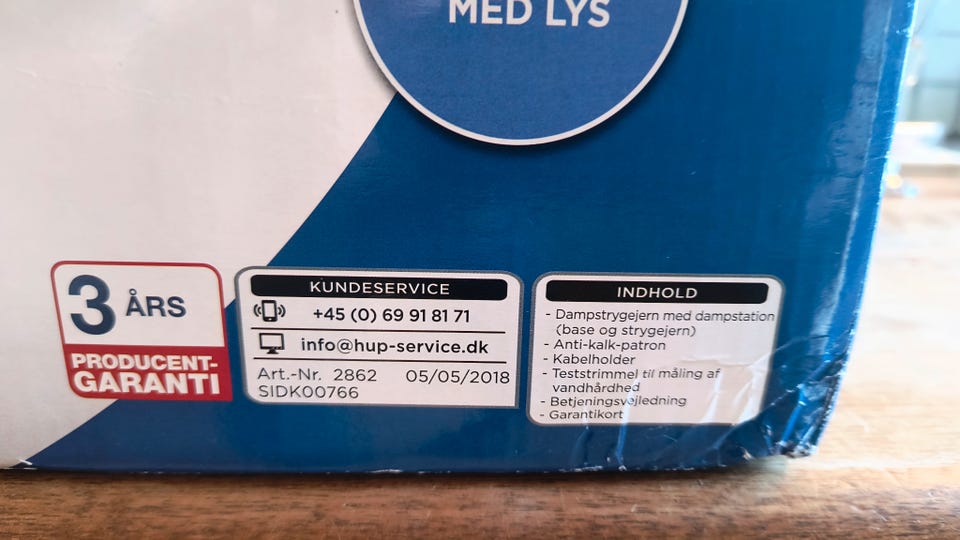 MED LYS
3 ÅRS
PRODUCENT-
GARANTI
KUNDESERVICE
+45 (0) 69 91 81 71
info@hup-service.dk
Art.-Nr. 2862 05/05/2018
SIDK00766
INDHOLD
- Dampstrygejern med dampstation
(base og strygejern)
- Anti-kalk-patron
- Kabelholder
- Teststrimmel til måling af
vandhårdhed
- Betjeningsvejledning
- Garantikort